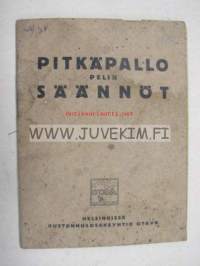 PITKÄPALLO
PELIN
SÄÄNNÖT
WWW.JUVEKIM.FI
HELSINGISSÄ
KUSTANNUSOSAKEYHTIÖ OTAVA